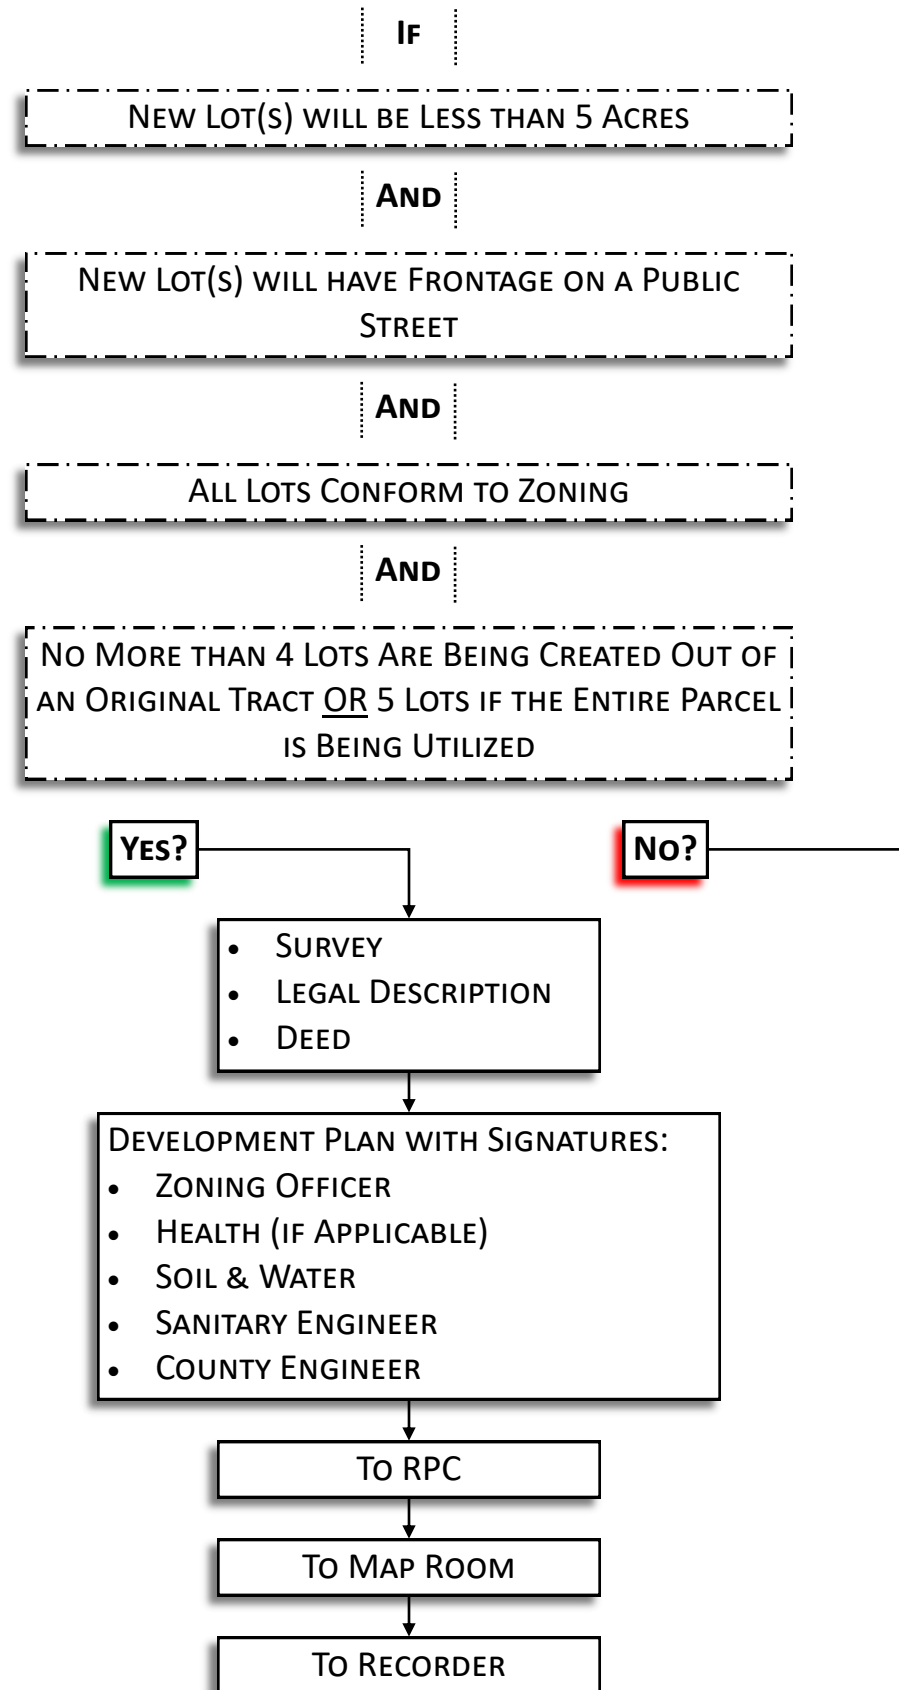 If
New Lot(s) will be Less than 5 Acres
And
New Lot(s) will have Frontage on a Public
Street
And
All Lots Conform to Zoning
And
No More than 4 Lots Are Being Created Out of
an Original Tract OR 5 Lots if the Entire Parcel
is Being Utilized
Yes?
No?
• Survey
• Legal Description
• Deed
Development Plan with Signatures:
• Zoning Officer
• Health (if Applicable)
• Soil & Water
• Sanitary Engineer
• County Engineer
To RPC
To Map Room
To Recorder